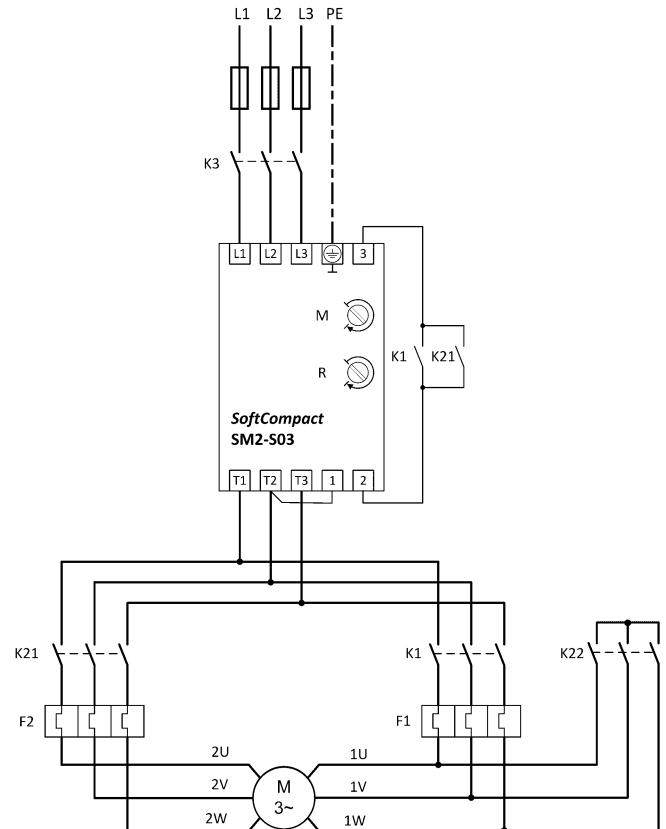 L1 L2 L3 PE
K3
L1 L2 L3 3
M
K1 K21
R
SoftCompact
SM2-S03
T1 T2 T3 1 2
K21 K1 K22
F2 F1
2U 1U
2V M 1V
3~
2W 1W